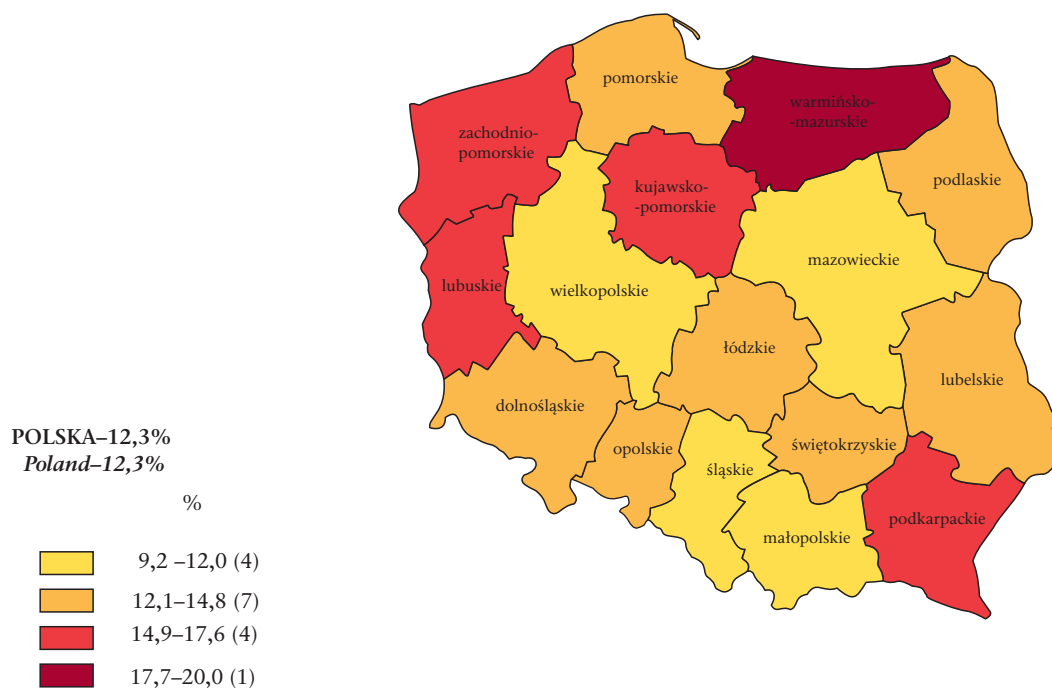 pomorskie
warmińsko-
-mazurskie
zachodnio-
pomorskie
podlaskie
kujawsko-
-pomorskie
mazowieckie
lubuskie
wielkopolskie
łódzkie
lubelskie
dolnośląskie
opolskie
świętokrzyskie
śląskie
podkarpackie
małopolskie
POLSKA–12,3%
Poland–12,3%
%
9,2 –12,0 (4)
12,1–14,8 (7)
14,9–17,6 (4)
17,7–20,0 (1)